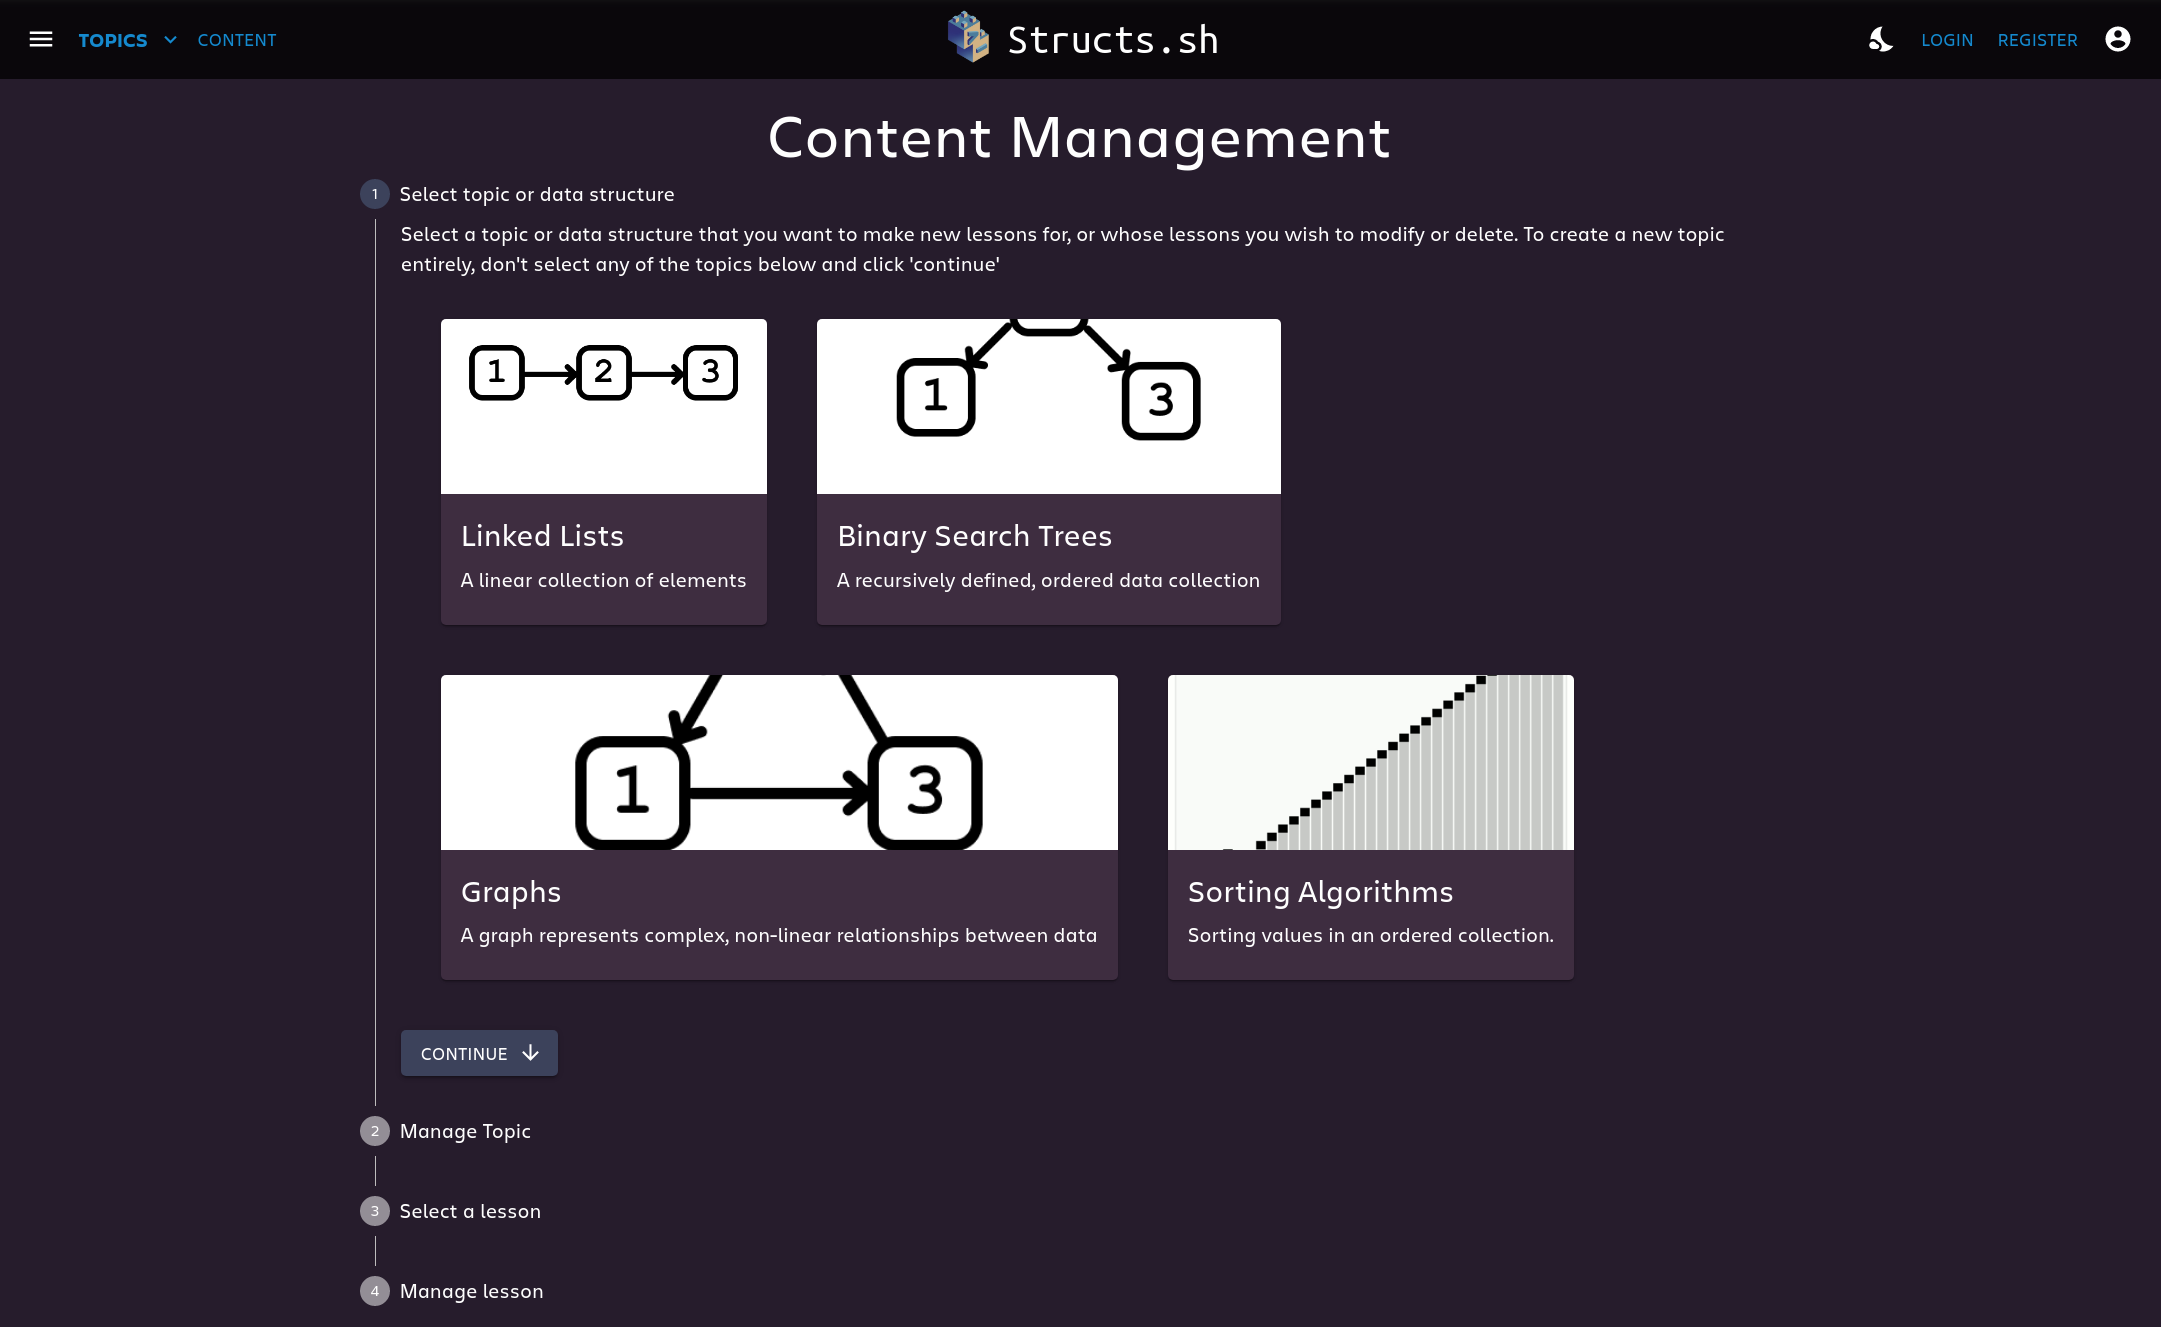 TOPICS CONTENT Structs.sh LOGIN REGISTER
Content Management
1 Select topic or data structure
Select a topic or data structure that you want to make new lessons for, or whose lessons you wish to modify or delete. To create a new topic
entirely, don't select any of the topics below and click 'continue'
1 2 3
Linked Lists
A linear collection of elements
1 3
Binary Search Trees
A recursively defined, ordered data collection
1 3
Graphs
A graph represents complex, non-linear relationships between data
Sorting Algorithms
Sorting values in an ordered collection.
CONTINUE
2 Manage Topic
3 Select a lesson
4 Manage lesson